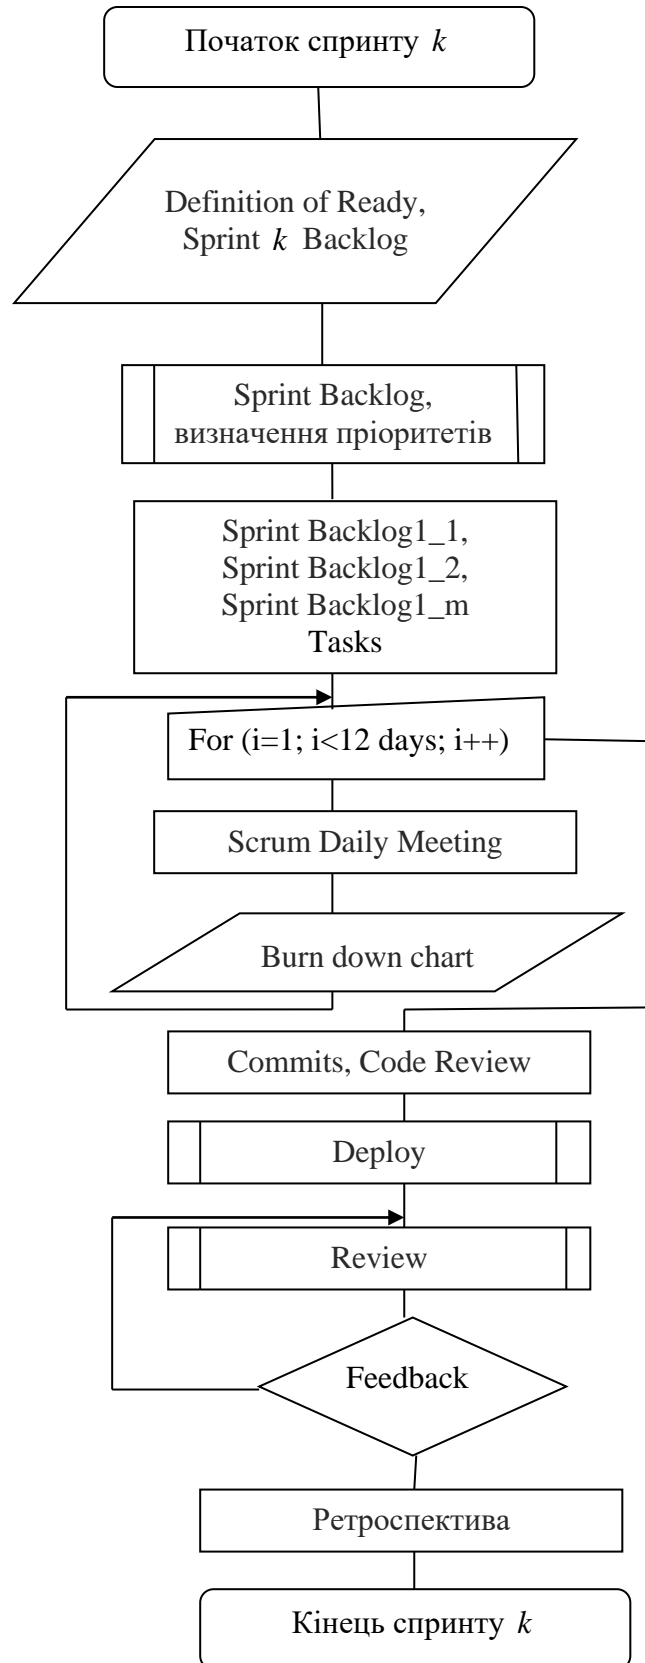 Початок спринту k
Definition of Ready,
Sprint k Backlog
Sprint Backlog,
визначення пріоритетів
Sprint Backlog1_1,
Sprint Backlog1_2,
Sprint Backlog1_m
Tasks
For (i=1; i<12 days; i++)
Scrum Daily Meeting
Burn down chart
Commits, Code Review
Deploy
Review
Feedback
Ретроспектива
Кінець спринту k